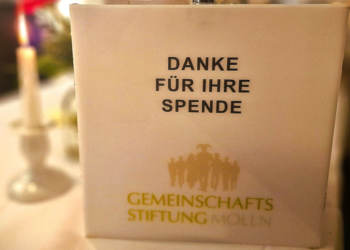 DANKE
FÜR IHRE
SPENDE
GEMEINSCHAFTS
STIFTUNG MÖLLN